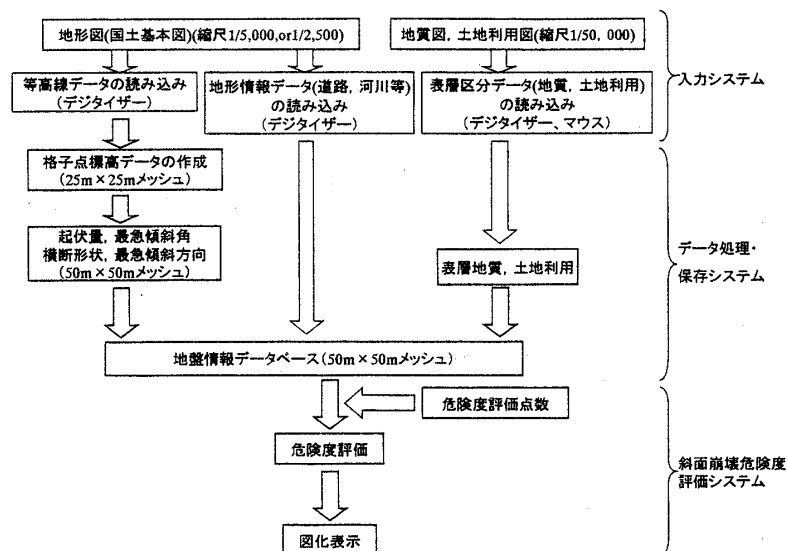 地形図(国土基本図)(縮尺1/5,000,or1/2,500)
地質図,土地利用図(縮尺1/50, 000)
等高線データの読み込み
(デジタイザー)
地形情報データ(道路, 河川等)
の読み込み
(デジタイザー)
表層区分データ(地質, 土地利用)
の読み込み
(デジタイザー、マウス)
入力システム
格子点標高データの作成
(25m×25mメッシュ)
起伏量, 最急傾斜角
横断形状, 最急傾斜方向
(50m×50mメッシュ)
表層地質, 土地利用
データ処理・
保存システム
地盤情報データベース(50m×50mメッシュ)
危険度評価点数
危険度評価
斜面崩壊危険度
評価システム
図化表示